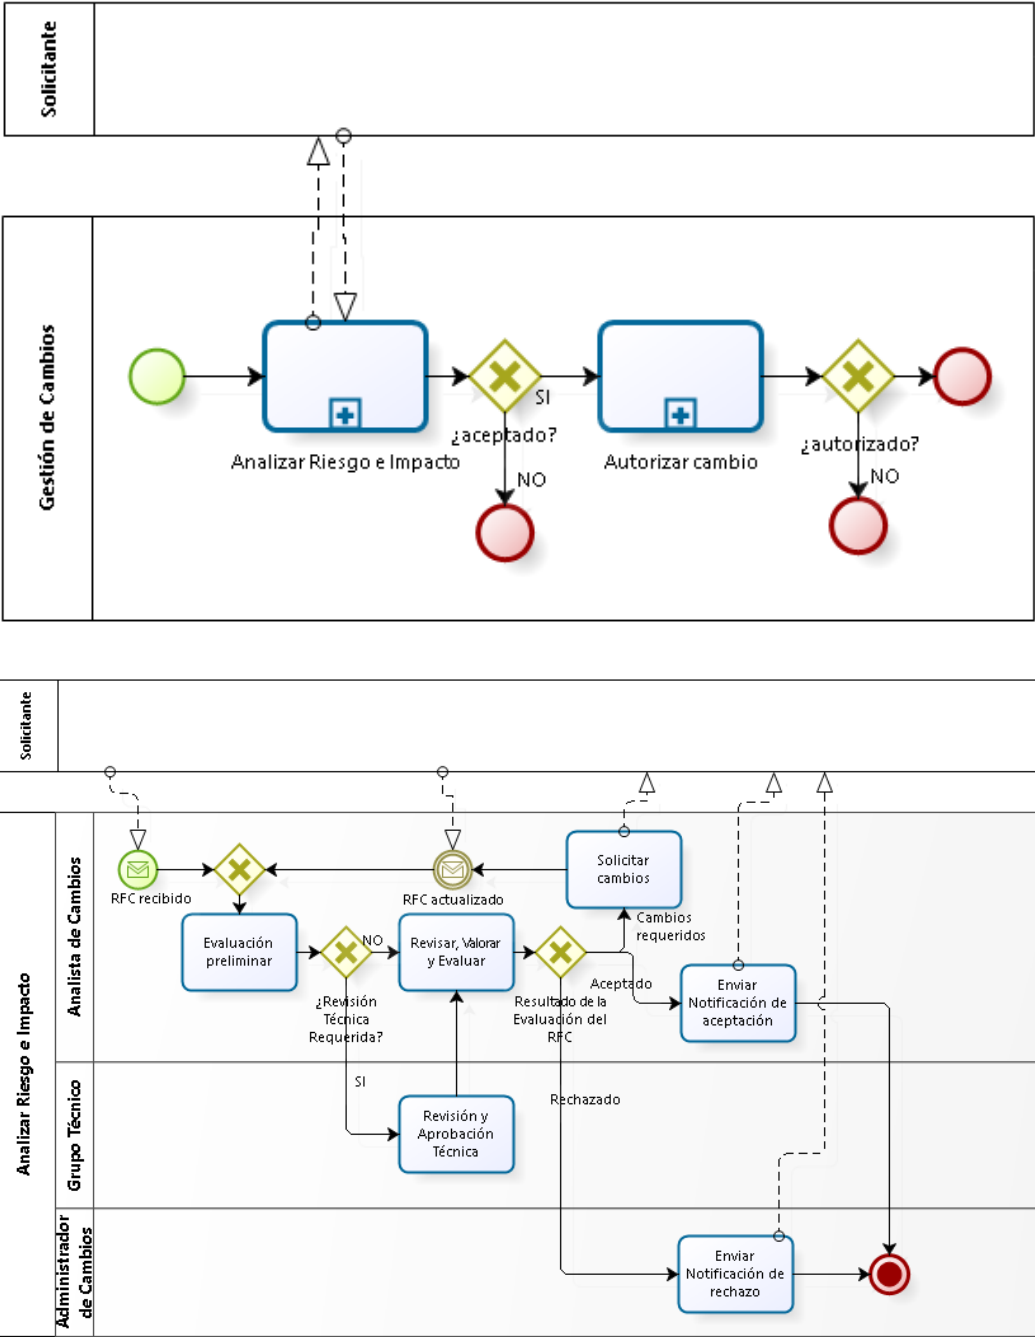 Solicitante
Gestión de Cambios
SI
¿aceptado?
¿autorizado?
Analizar Riesgo e Impacto
Autorizar cambio
NO
NO
Solicitante
Analizar Riesgo e Impacto
Analista de Cambios
Solicitar
cambios
RFC recibido
RFC actualizado
Cambios
requeridos
Evaluación
preliminar
NO
Revisar, Valorar
y Evaluar
Aceptado
¿Revisión
Técnica
Requerida?
Resultado de la
Evaluación del
RFC
Enviar
Notificación de
aceptación
Grupo Técnico
SI
Rechazado
Revisión y
Aprobación
Técnica
Administrador
de Cambios
Enviar
Notificación de
rechazo